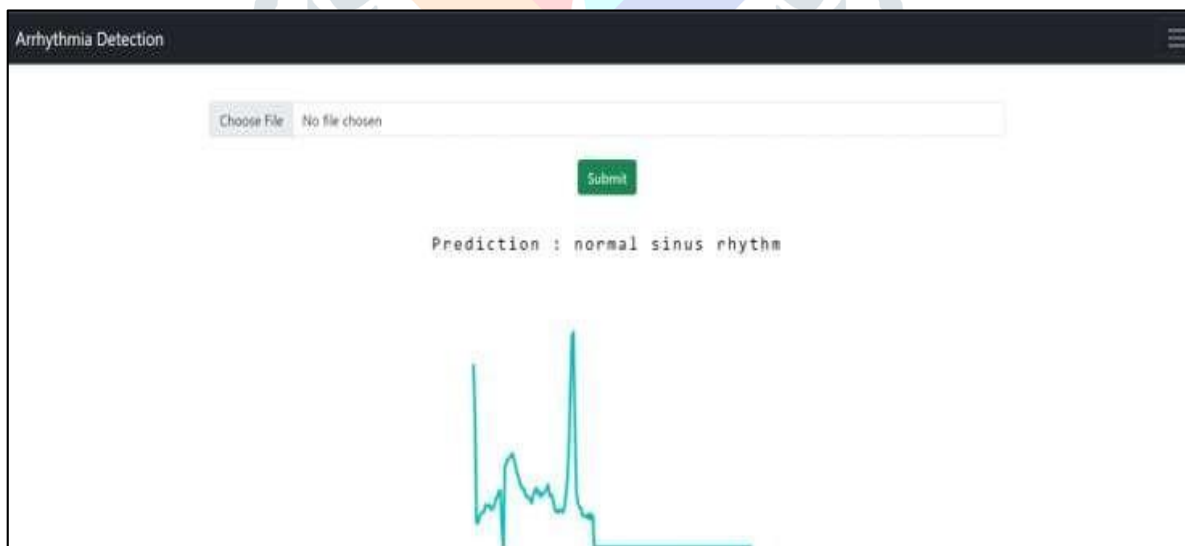 Arrhythmia Detection
Choose File No file chosen
Submit
Prediction : normal sinus rhythm